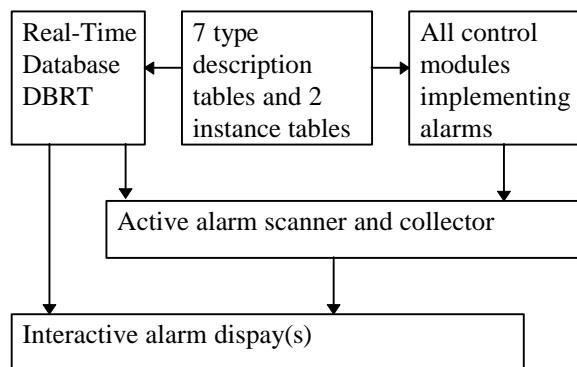 Real-Time
Database
DBRT
7 type
description
tables and 2
instance tables
All control
modules
implementing
alarms
Active alarm scanner and collector
Interactive alarm dispay(s)